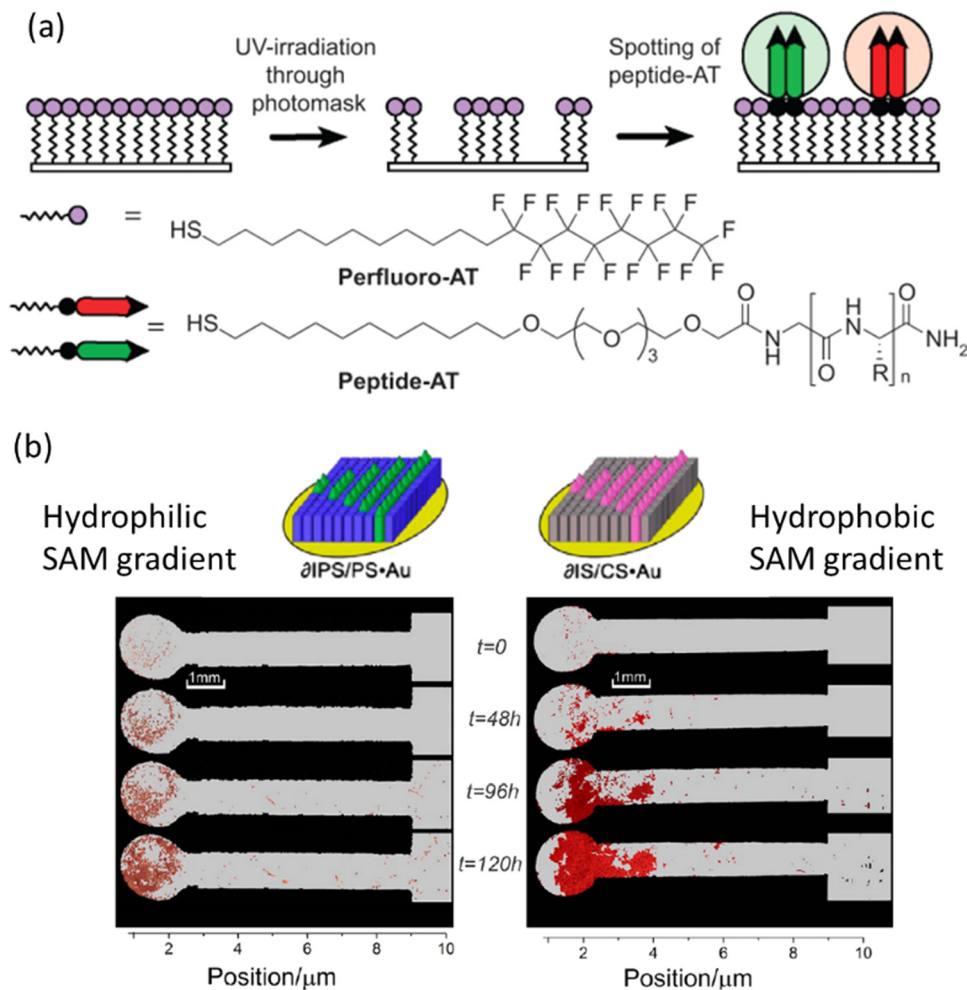 (a)
UV-irradiation
through
photomask
Spotting of
peptide-AT
=
HS
F F F F F F F F
F
F F F F F F F F
Perfluoro-AT
=
HS
O
O
3
O
O
N
H
O
H
N
R
n
O
NH2
Peptide-AT
(b)
Hydrophilic
SAM gradient
∂IPS/PS•Au
∂IS/CS•Au
Hydrophobic
SAM gradient
t=0
1mm
1mm
t=48h
t=96h
t=120h
2 4 6 8 10
Position/μm
2 4 6 8 10
Position/μm